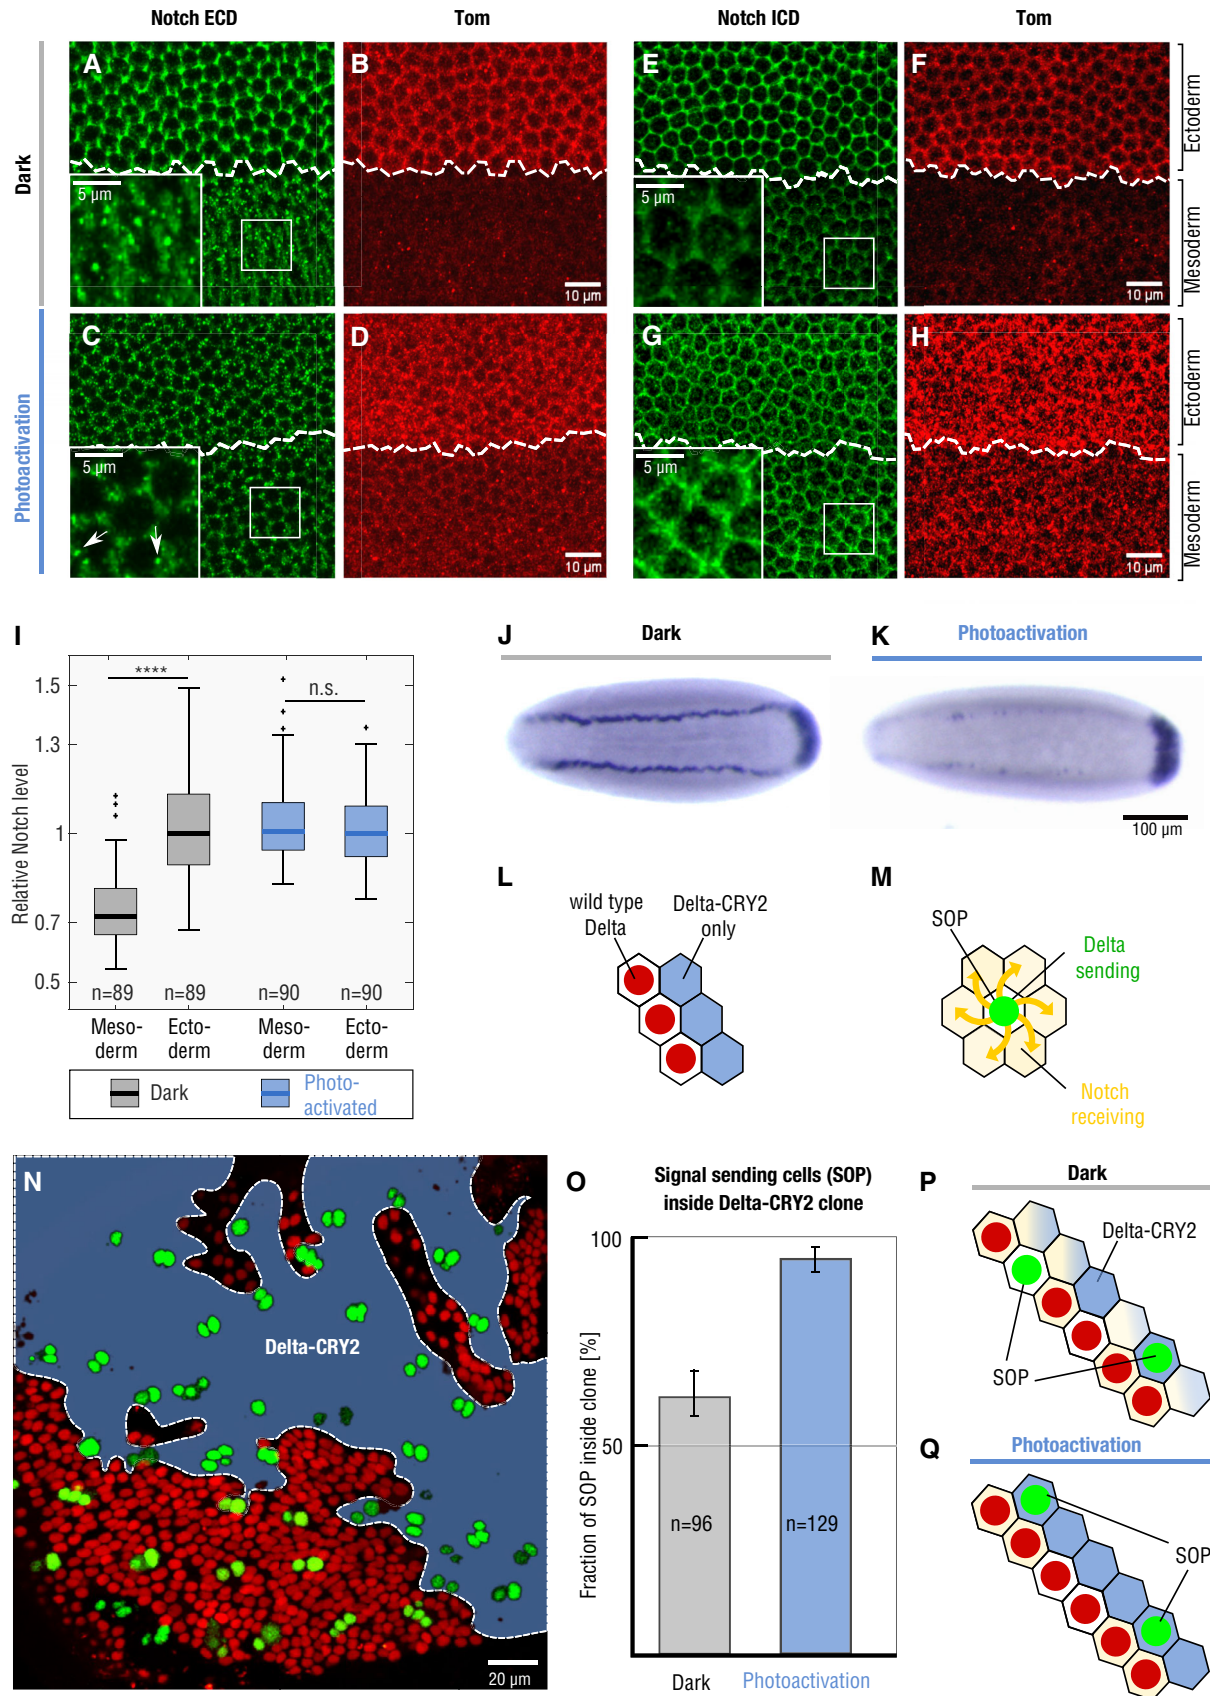 Notch ECD
Tom
Notch ICD
Tom
Dark
A
5 µm
B
10 µm
E
5 µm
F
10 µm
Ectoderm
Mesoderm
Photoactivation
C
5 µm
D
10 µm
G
5 µm
H
10 µm
Ectoderm
Mesoderm
I
Relative Notch level
1.5
1.3
1
0.7
0.5
****
n.s.
n=89
n=89
n=90
n=90
Meso-
derm
Ecto-
derm
Meso-
derm
Ecto-
derm
Dark
Photo-
activated
J
Dark
K
Photoactivation
100 µm
L
wild type
Delta
Delta-CRY2
only
M
SOP
Delta
sending
Notch
receiving
N
Delta-CRY2
20 µm
O
Signal sending cells (SOP)
inside Delta-CRY2 clone
Fraction of SOP inside clone [%]
100
50
n=96
n=129
Dark
Photoactivation
P
Dark
Delta-CRY2
SOP
Q
Photoactivation
SOP